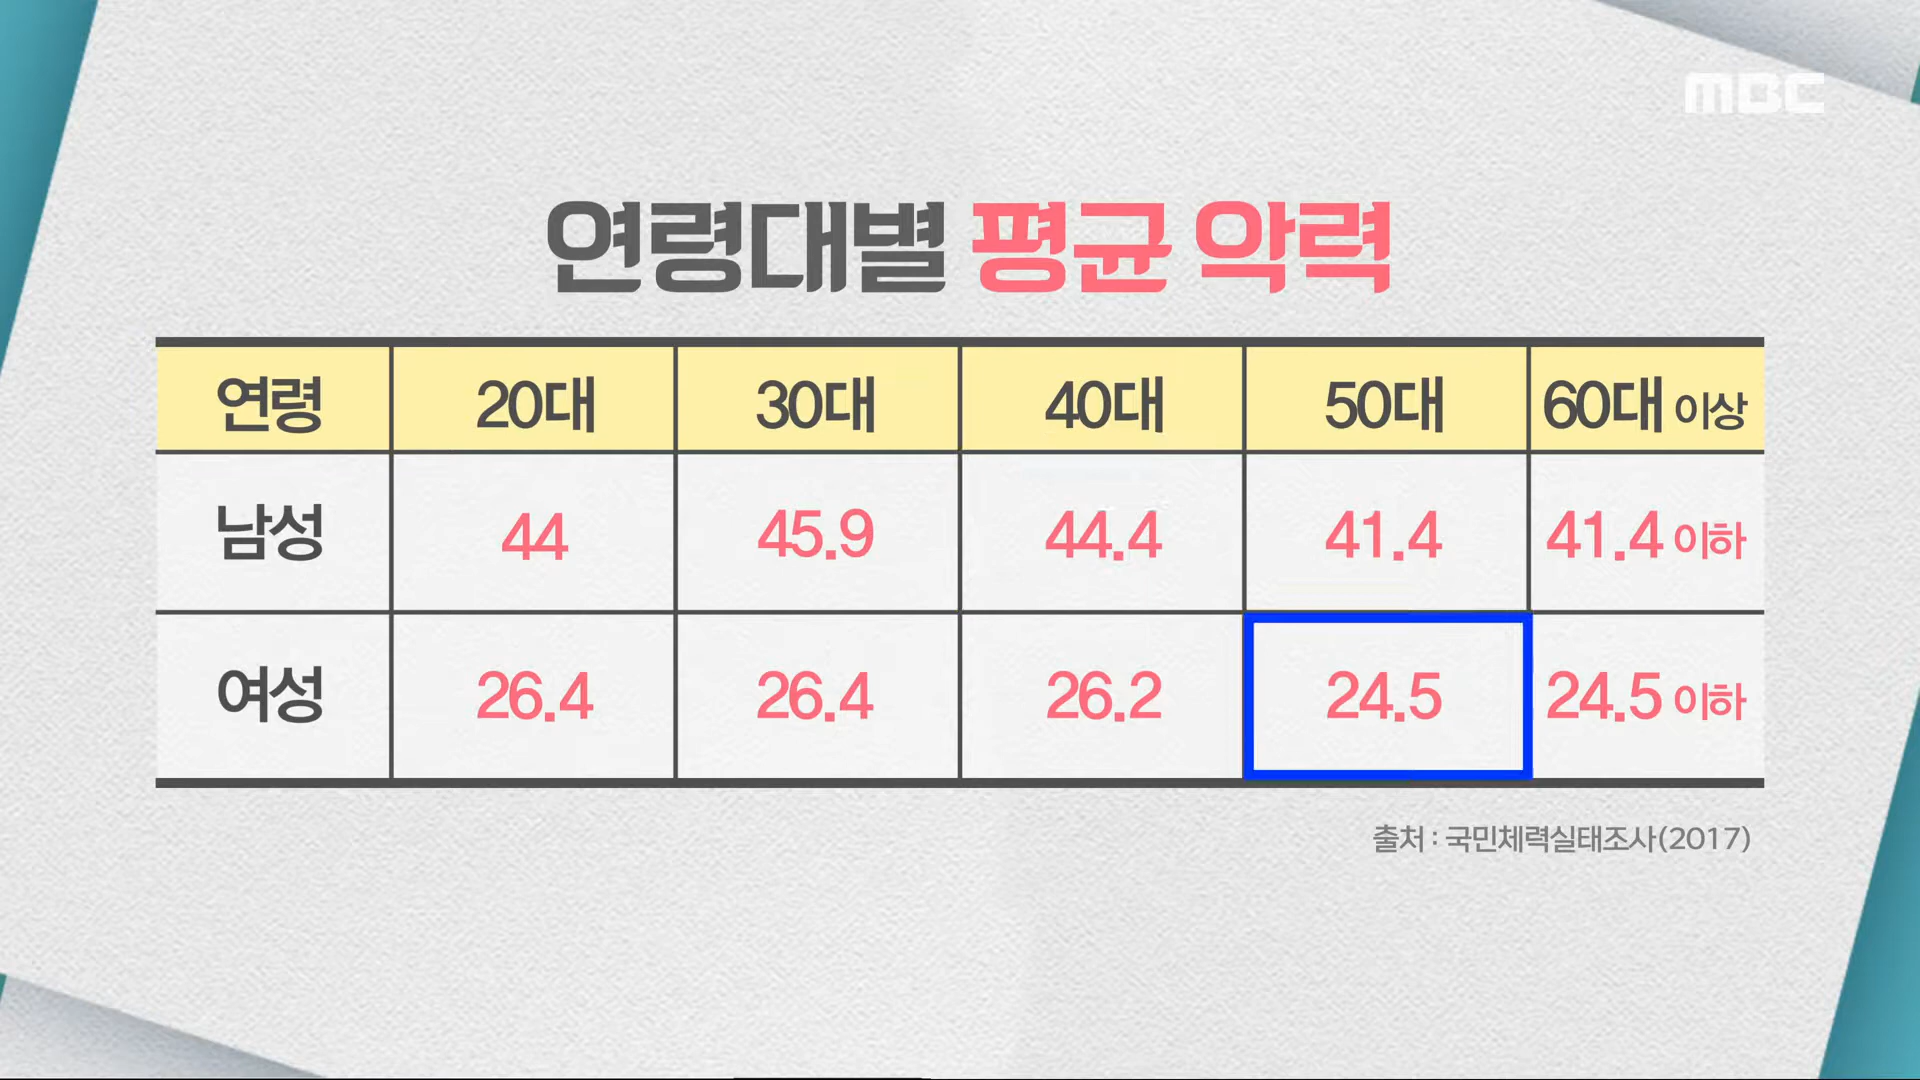 MBC
연령대별 평균 악력
연령 20대 30대 40대 50대 60대 이상
남성 44 45.9 44.4 41.4 41.4 이하
여성 26.4 26.4 26.2 24.5 24.5 이하
출처 : 국민체력실태조사(2017)